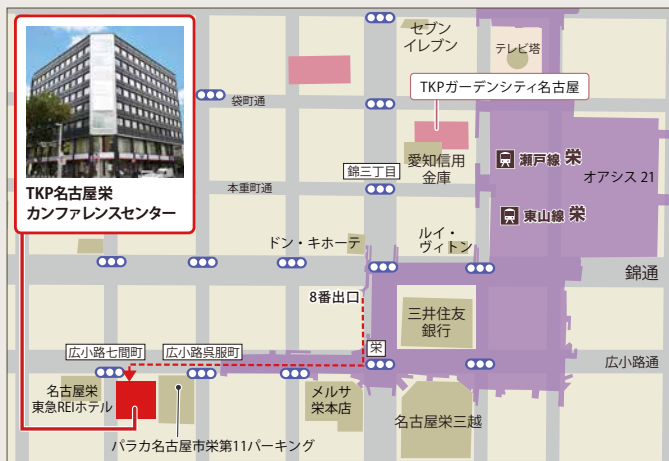 セブン
イレブン
テレビ塔
TKPガーデンシティ名古屋
袋町通
愛知信用
金庫
瀬戸線 栄
オアシス 21
錦三丁目
本重町通
東山線 栄
TKP名古屋栄
カンファレンスセンター
ドン・キホーテ
ルイ・
ヴィトン
錦通
8番出口
三井住友
銀行
広小路七間町
広小路呉服町
栄
広小路通
名古屋栄
東急REIホテル
メルサ
栄本店
名古屋栄三越
パラカ名古屋市栄第11パーキング